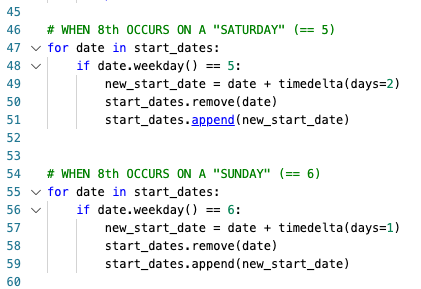 45
46 # WHEN 8th OCCURS ON A "SATURDAY" (== 5)
47 for date in start_dates:
48     if date.weekday() == 5:
49         new_start_date = date + timedelta(days=2)
50         start_dates.remove(date)
51         start_dates.append(new_start_date)
52
53
54 # WHEN 8th OCCURS ON A "SUNDAY" (== 6)
55 for date in start_dates:
56     if date.weekday() == 6:
57         new_start_date = date + timedelta(days=1)
58         start_dates.remove(date)
59         start_dates.append(new_start_date)
60